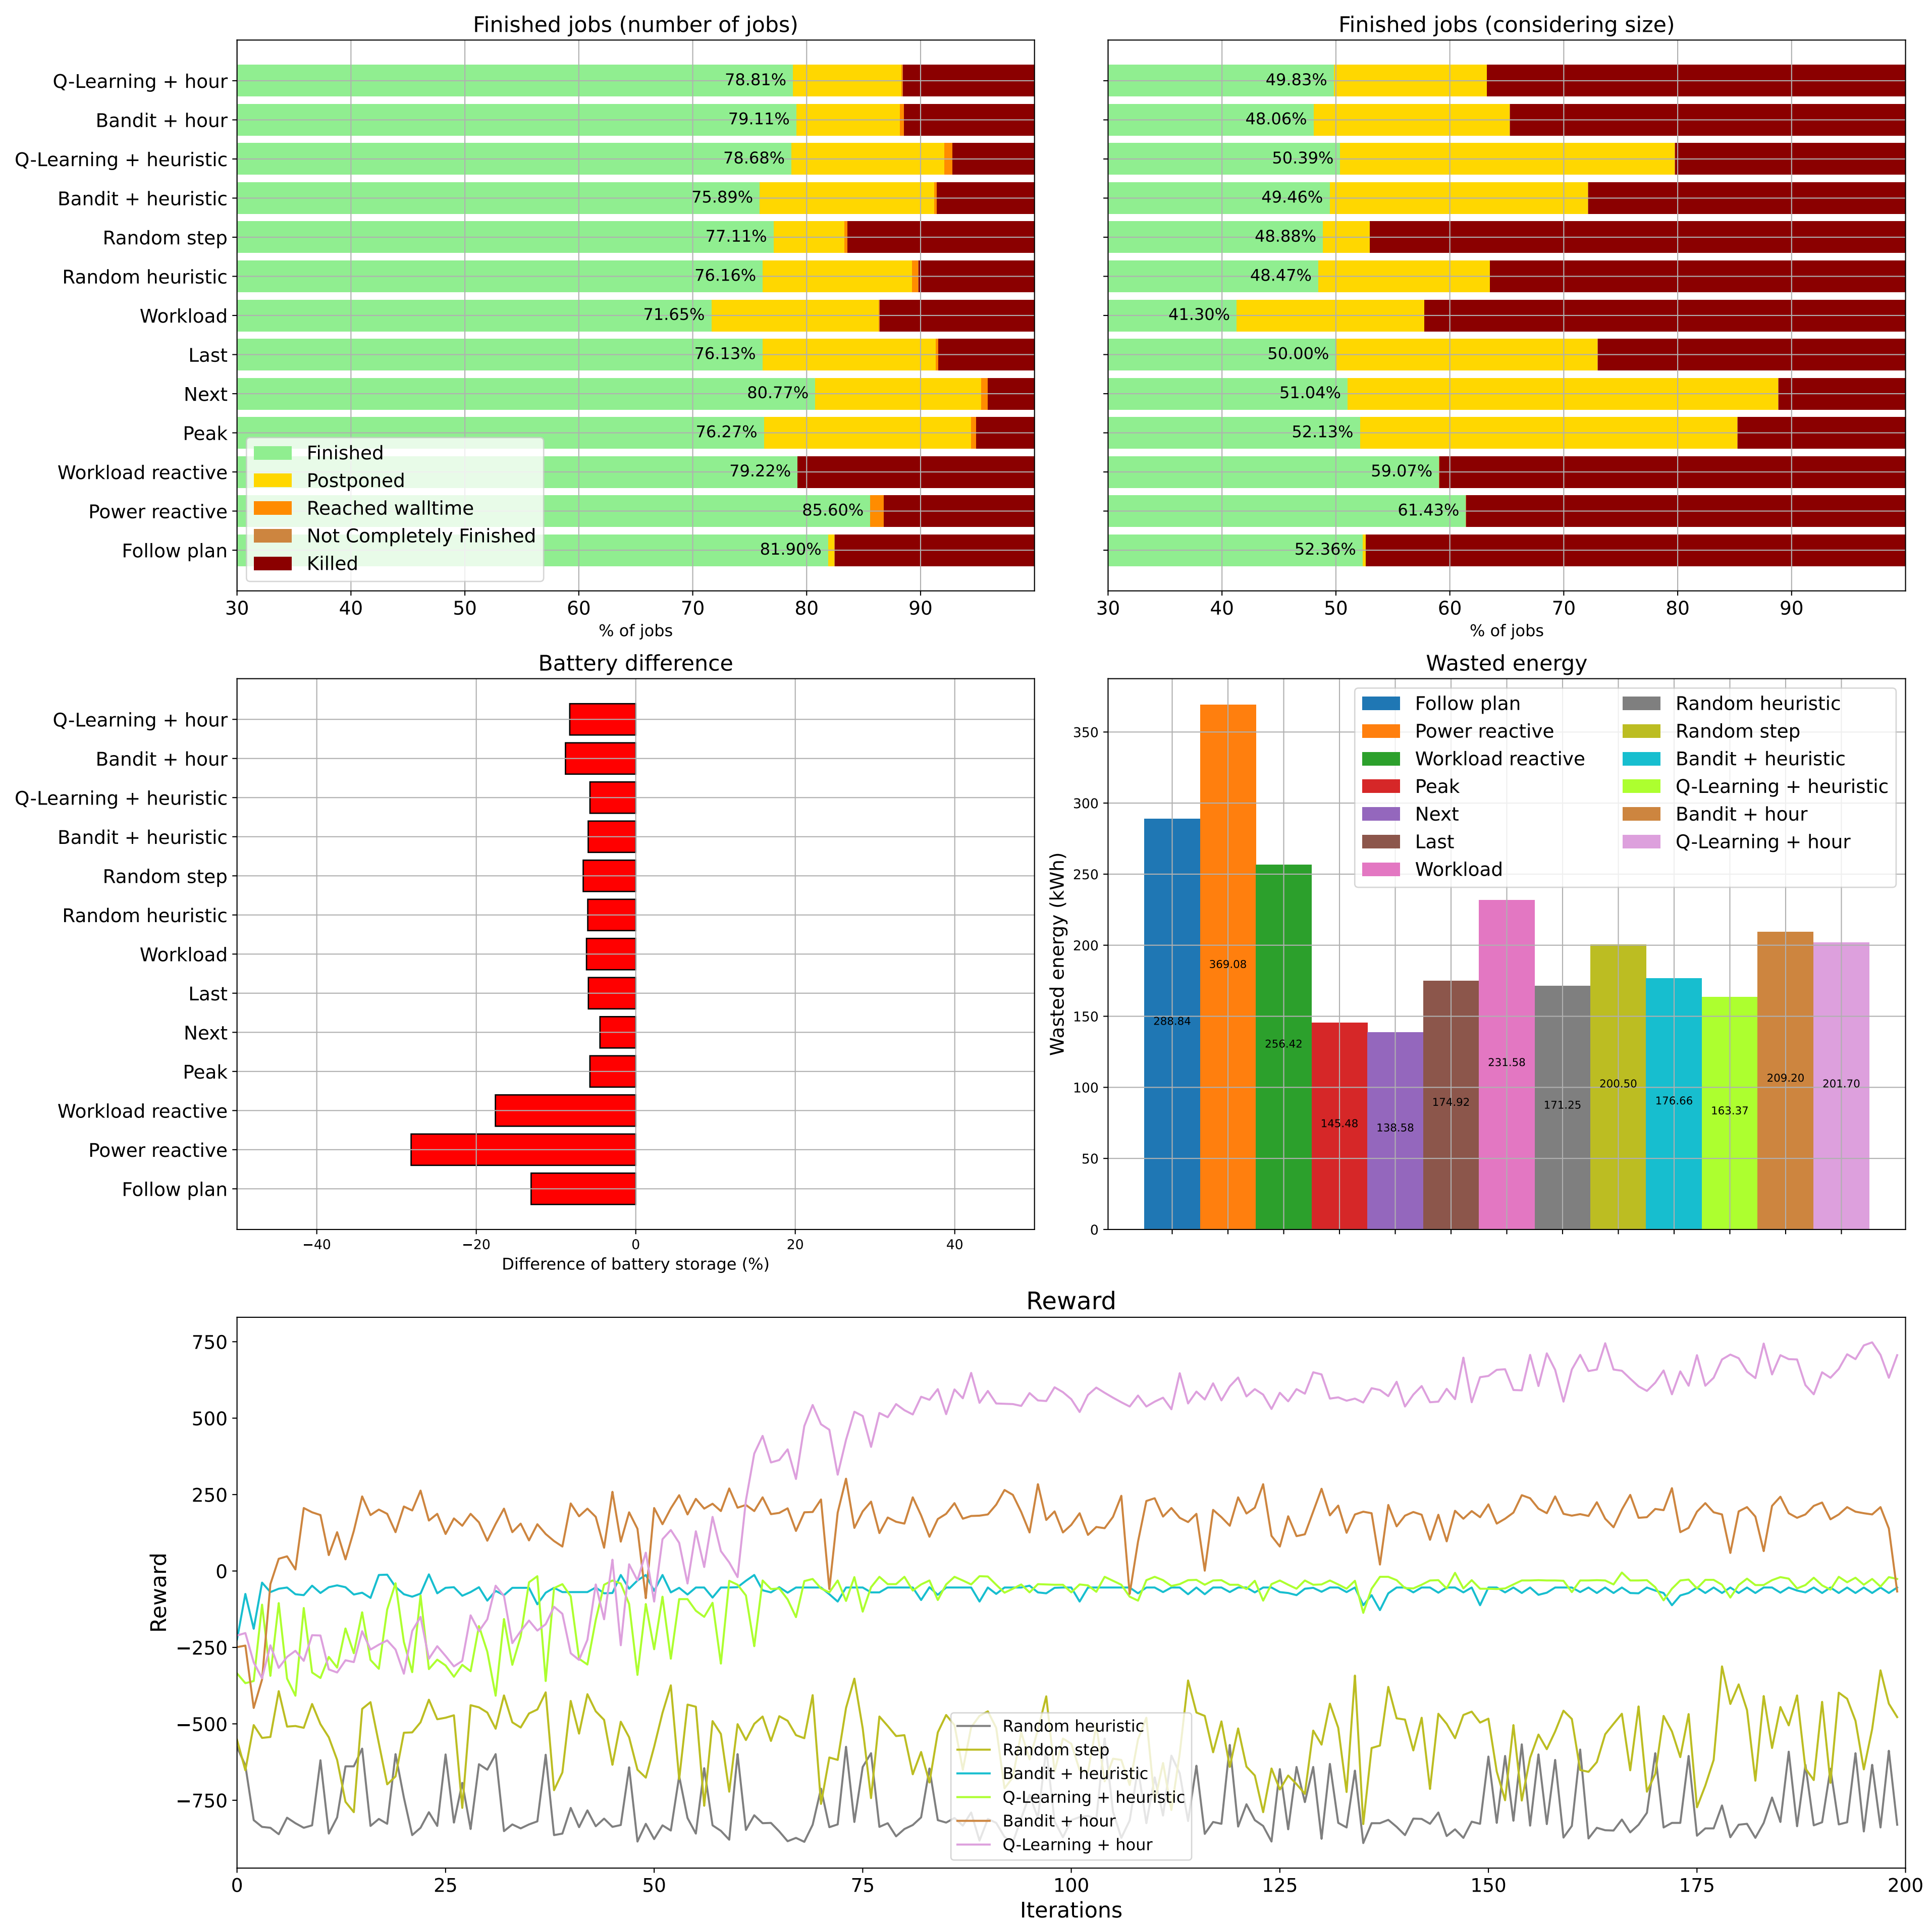 Finished jobs (number of jobs)
Q-Learning + hour
Bandit + hour
Q-Learning + heuristic
Bandit + heuristic
Random step
Random heuristic
Workload
Last
Next
Peak
Workload reactive
Power reactive
Follow plan
78.81%
79.11%
78.68%
75.89%
77.11%
76.16%
71.65%
76.13%
80.77%
76.27%
79.22%
85.60%
81.90%
Finished
Postponed
Reached walltime
Not Completely Finished
Killed
30 40 50 60 70 80 90
% of jobs
Finished jobs (considering size)
49.83%
48.06%
50.39%
49.46%
48.88%
48.47%
41.30%
50.00%
51.04%
52.13%
59.07%
61.43%
52.36%
30 40 50 60 70 80 90
% of jobs
Battery difference
Q-Learning + hour
Bandit + hour
Q-Learning + heuristic
Bandit + heuristic
Random step
Random heuristic
Workload
Last
Next
Peak
Workload reactive
Power reactive
Follow plan
−40 −20 0 20 40
Difference of battery storage (%)
Wasted energy
Wasted energy (kWh)
350
300
250
200
150
100
50
0
Follow plan
Power reactive
Workload reactive
Peak
Next
Last
Workload
Random heuristic
Random step
Bandit + heuristic
Q-Learning + heuristic
Bandit + hour
Q-Learning + hour
288.84
369.08
256.42
145.48
138.58
174.92
231.58
171.25
200.50
176.66
163.37
209.20
201.70
Reward
Reward
750
500
250
0
−250
−500
−750
Random heuristic
Random step
Bandit + heuristic
Q-Learning + heuristic
Bandit + hour
Q-Learning + hour
0 25 50 75 100 125 150 175 200
Iterations